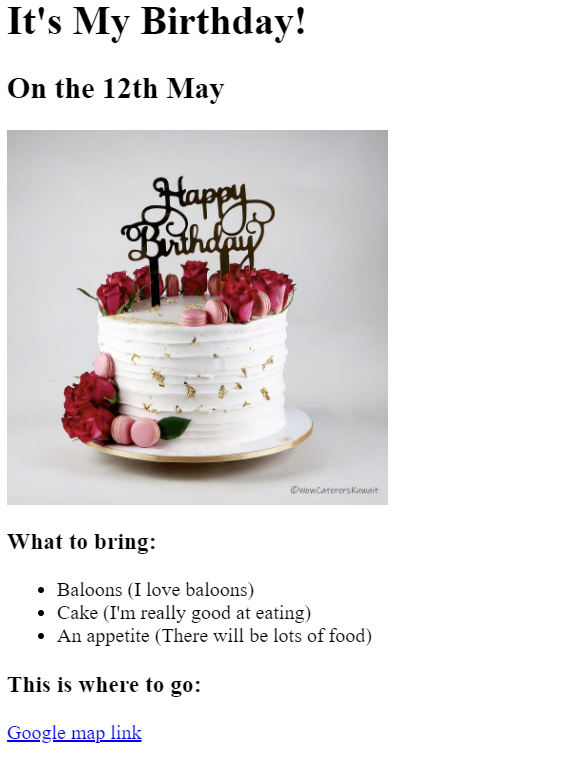 It's My Birthday!
On the 12th May
Happy
Birthday
©WowCaterersKuwait
What to bring:
Baloons (I love baloons)
Cake (I'm really good at eating)
An appetite (There will be lots of food)
This is where to go:
Google map link